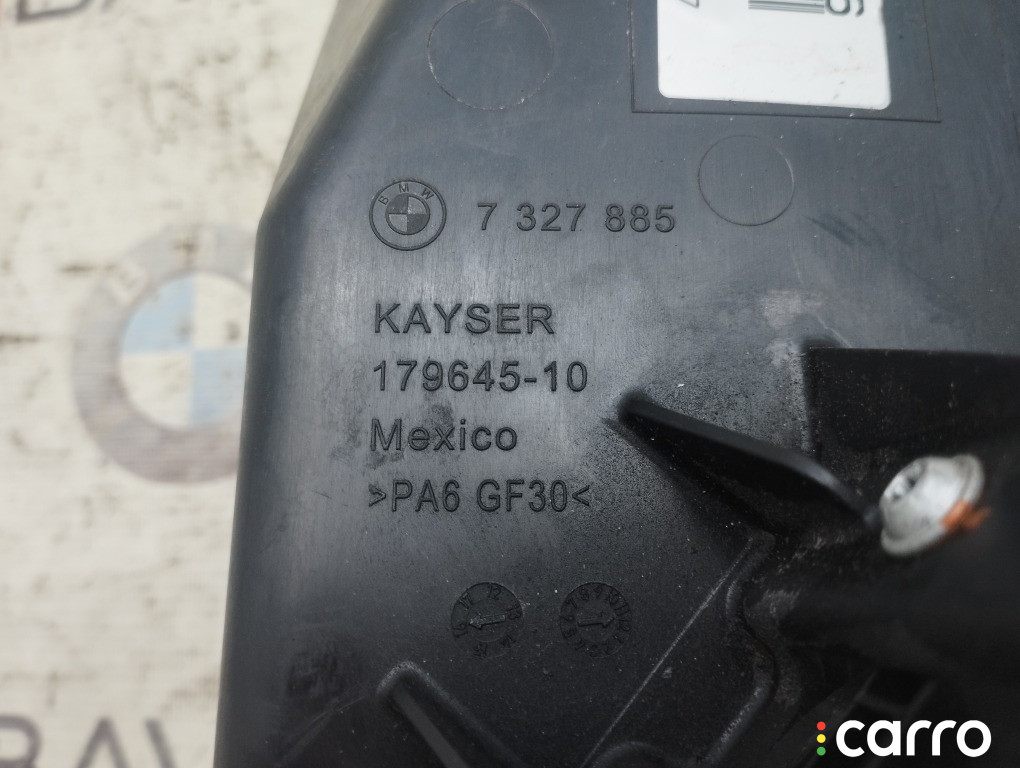 BMW
7 327 885
KAYSER
179645-10
Mexico
>PA6 GF30<
carro